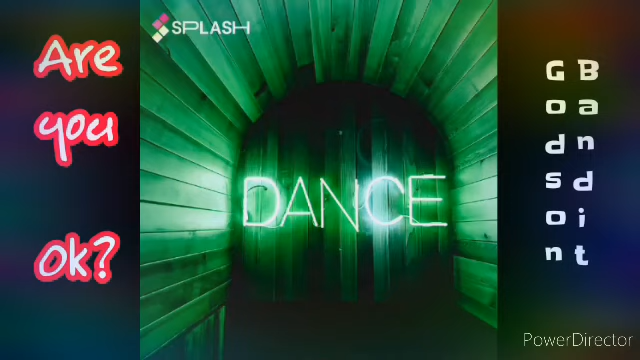 Are
you
ok?
SPLASH
DANCE
Godson
Bandit
PowerDirector